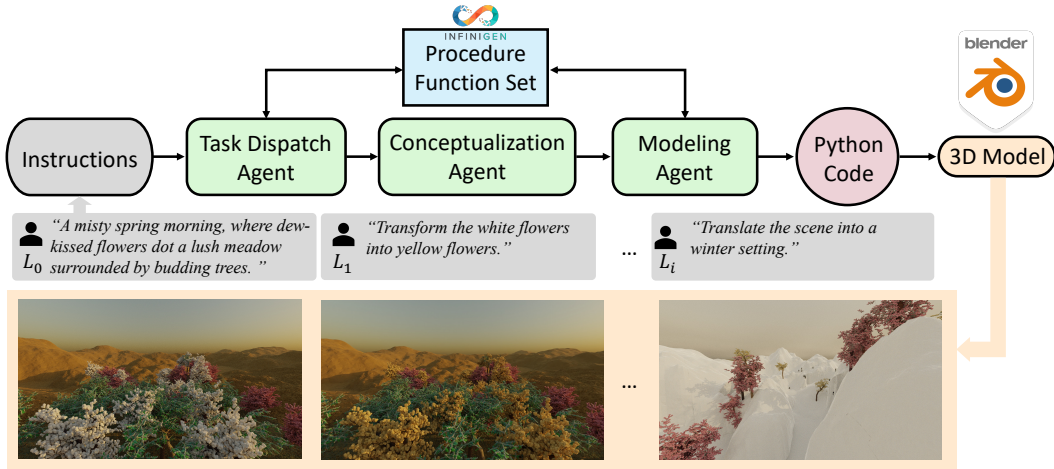 INFINIGEN
Procedure
Function Set
blender
Instructions
Task Dispatch
Agent
Conceptualization
Agent
Modeling
Agent
Python
Code
3D Model
“A misty spring morning, where dew-
kissed flowers dot a lush meadow
surrounded by budding trees. ”
L0
“Transform the white flowers
into yellow flowers.”
L1
...
“Translate the scene into a
winter setting.”
Li
...